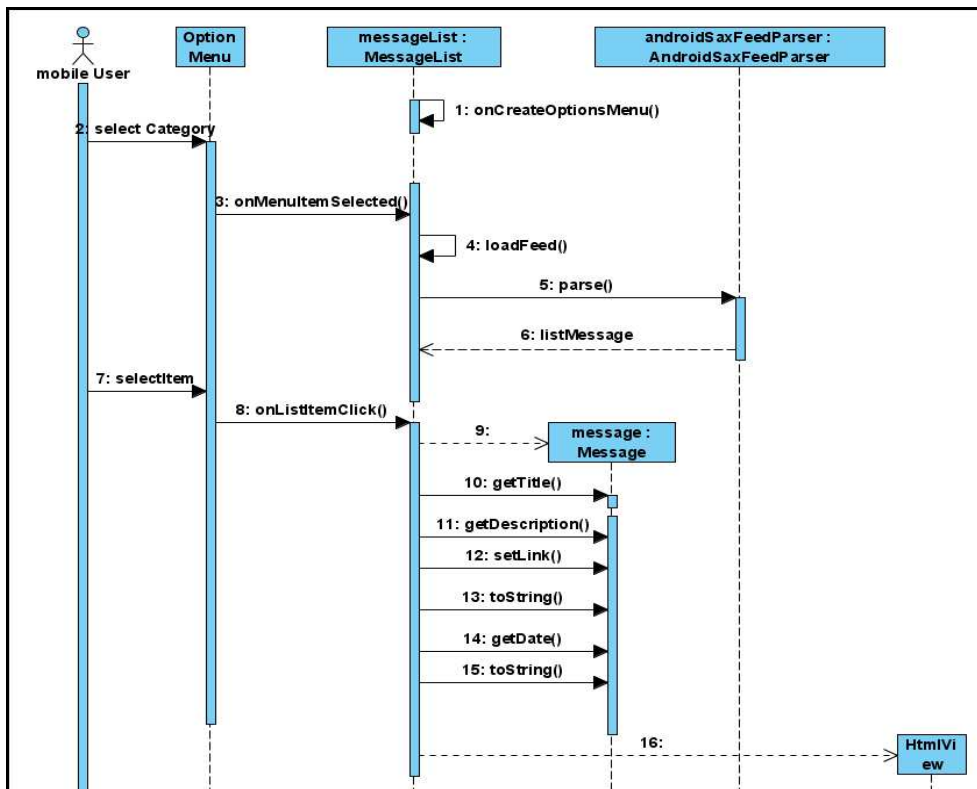 mobile User
Option
Menu
messageList :
MessageList
androidSaxFeedParser :
AndroidSaxFeedParser
1: onCreateOptionsMenu()
2: select Category
3: onMenuItemSelected()
4: loadFeed()
5: parse()
6: listMessage
7: selectItem
8: onListItemClick()
9:
message :
Message
10: getTitle()
11: getDescription()
12: setLink()
13: toString()
14: getDate()
15: toString()
16:
HtmlVi
ew